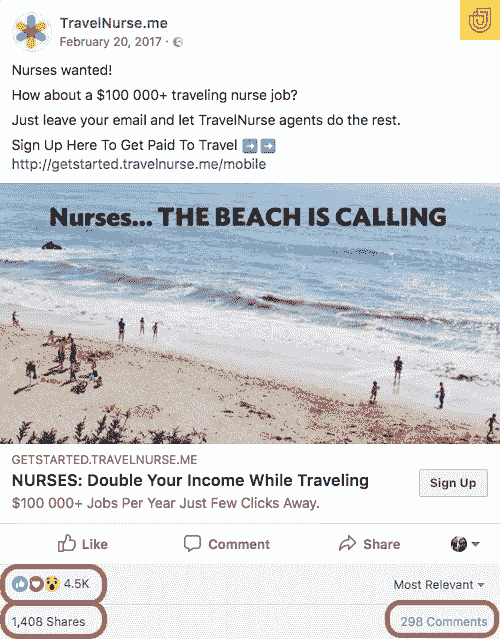 TravelNurse.me
February 20, 2017 ·
Nurses wanted!
How about a $100 000+ traveling nurse job?
Just leave your email and let TravelNurse agents do the rest.
Sign Up Here To Get Paid To Travel ➡️➡️
http://getstarted.travelnurse.me/mobile
Nurses... THE BEACH IS CALLING
GETSTARTED.TRAVELNURSE.ME
NURSES: Double Your Income While Traveling
Sign Up
$100 000+ Jobs Per Year Just Few Clicks Away.
Like Comment Share
4.5K Most Relevant
1,408 Shares 298 Comments